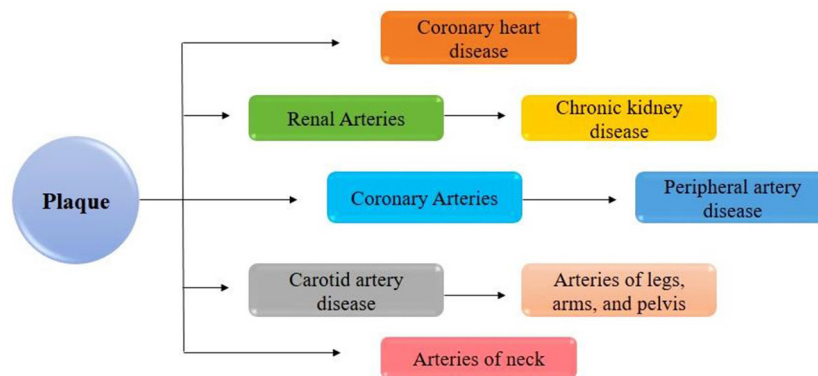 Coronary heart
disease
Renal Arteries
Chronic kidney
disease
Plaque
Coronary Arteries
Peripheral artery
disease
Carotid artery
disease
Arteries of legs,
arms, and pelvis
Arteries of neck